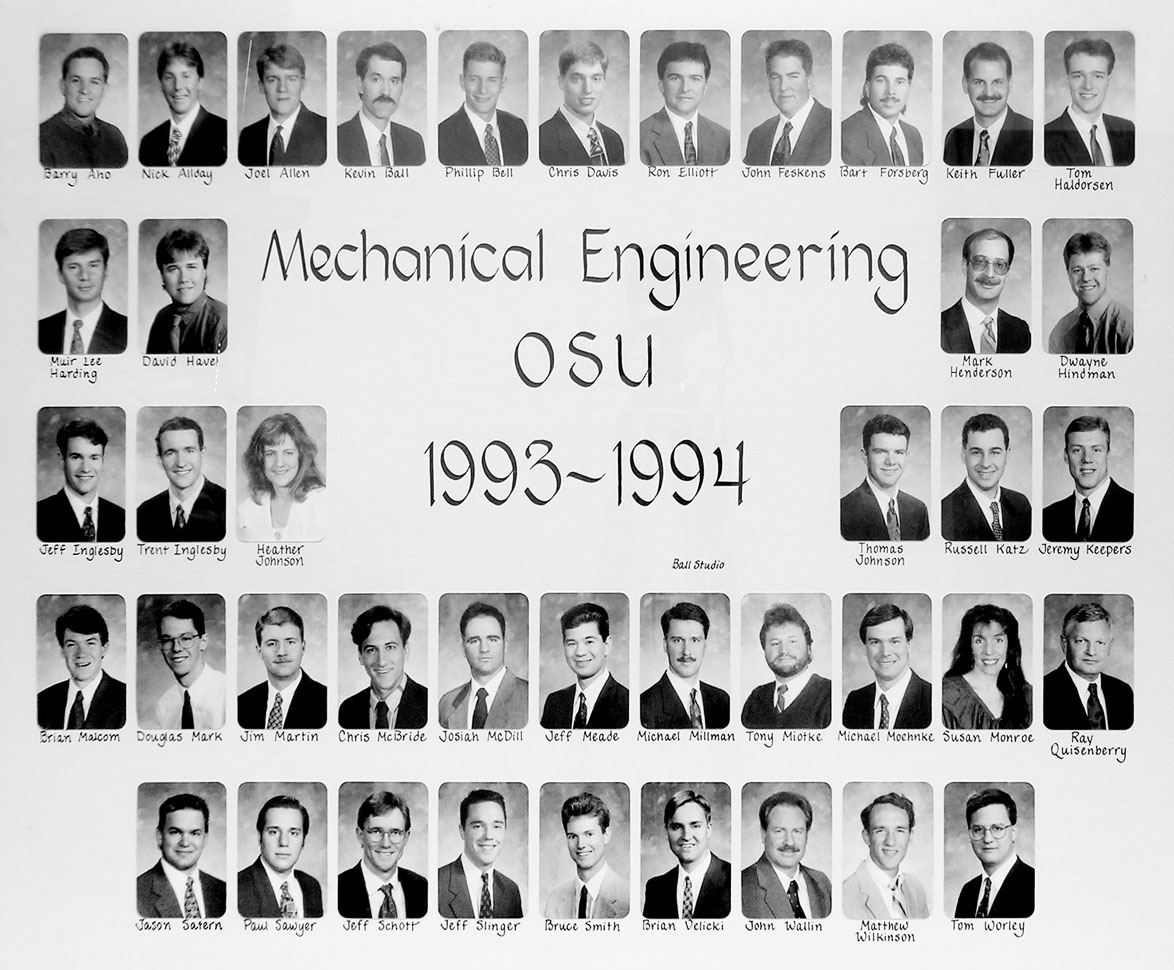 Barry Aho Nick Allday Joel Allen Kevin Ball Phillip Bell Chris Davis Ron Elliott John Feskens Bart Forsberg Keith Fuller Tom
Haldorsen
Mechanical Engineering
Muir Lee David Havel Mark Dwayne
Harding Henderson Hindman
OSU
1993~1994
Jeff Inglesby Trent Inglesby Heather Thomas Russell Katz Jeremy Keepers
Johnson Johnson
Ball Studio
Brian Malcom Douglas Mark Jim Martin Chris McBride Josiah McDill Jeff Meade Michael Millman Tony Miotke Michael Moehnke Susan Monroe Ray
Quisenberry
Jason Satern Paul Sawyer Jeff Schott Jeff Slinger Bruce Smith Brian Velicki John Wallin Matthew Tom Worley
Wilkinson